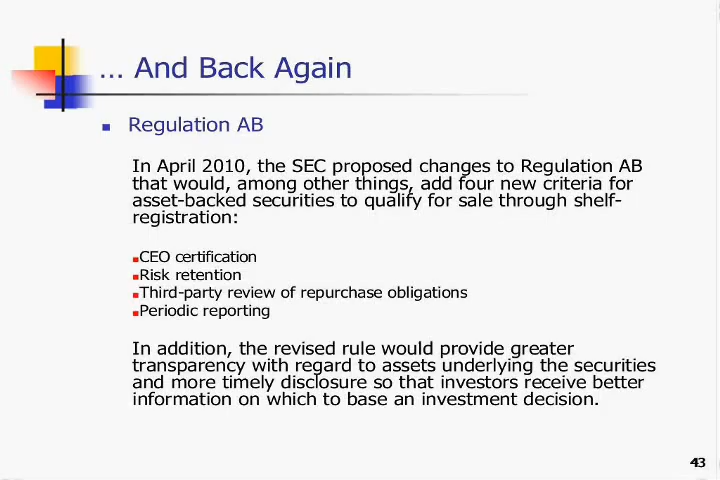 ... And Back Again
Regulation AB
In April 2010, the SEC proposed changes to Regulation AB
that would, among other things, add four new criteria for
asset-backed securities to qualify for sale through shelf-
registration:
CEO certification
Risk retention
Third-party review of repurchase obligations
Periodic reporting
In addition, the revised rule would provide greater
transparency with regard to assets underlying the securities
and more timely disclosure so that investors receive better
information on which to base an investment decision.
43